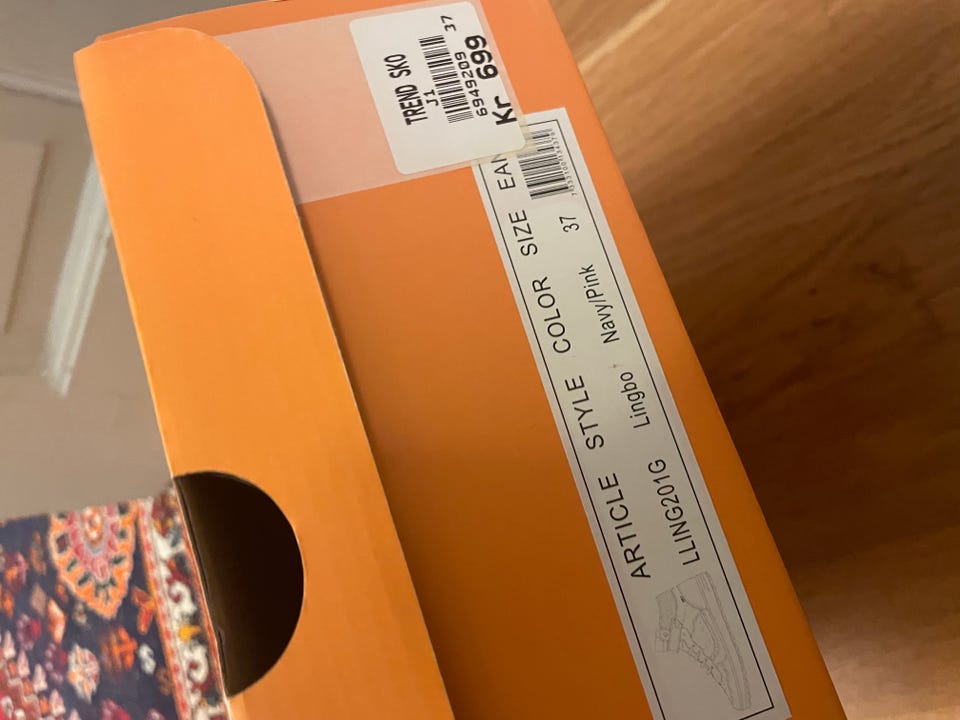 TREND SKO
J1
6949209 37
Kr 699
ARTICLE STYLE COLOR SIZE EAN
LLING201G Lingbo Navy/Pink 37